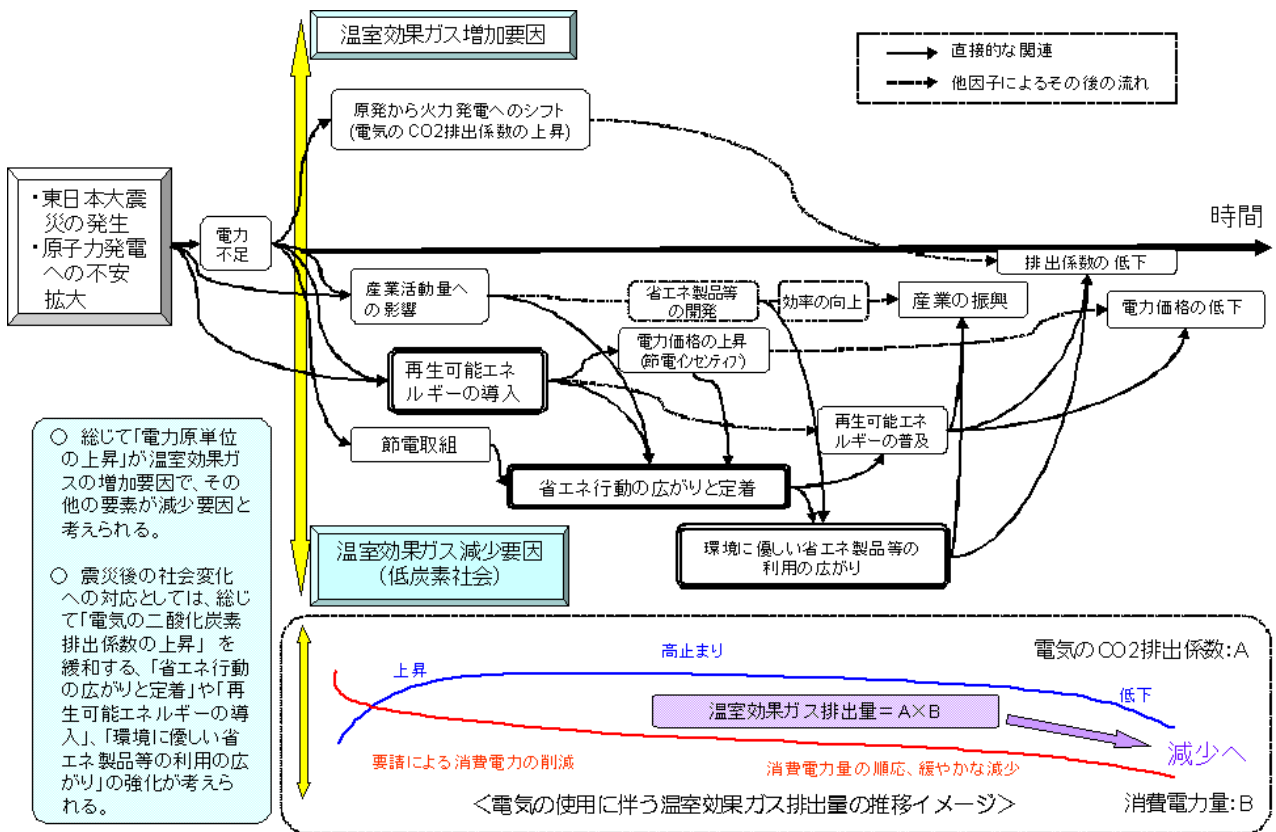 温室効果ガス増加要因
直接的な関連
他因子によるその後の流れ
原発から火力発電へのシフト
(電気のCO2排出係数の上昇)
・東日本大震
災の発生
・原子力発電
への不安
拡大
電力
不足
時間
排出係数の低下
産業活動量へ
の影響
省エネ製品等
の開発
効率の向上
産業の振興
電力価格の低下
電力価格の上昇
(節電インセンティブ)
再生可能エネ
ルギーの導入
再生可能エネ
ルギーの普及
節電取組
省エネ行動の広がりと定着
環境に優しい省エネ製品等の
利用の広がり
温室効果ガス減少要因
(低炭素社会)
○ 総じて「電力原単位
の上昇」が温室効果ガ
スの増加要因で、その
他の要素が減少要因と
考えられる。
○ 震災後の社会変化
への対応としては、総じ
て「電気の二酸化炭素
排出係数の上昇」を
緩和する、「省エネ行動
の広がりと定着」や「再
生可能エネルギーの導
入」、「環境に優しい省
エネ製品等の利用の広
がり」の強化が考えら
れる。
電気のCO2排出係数:A
高止まり
上昇
低下
温室効果ガス排出量=A×B
減少へ
要請による消費電力の削減
消費電力量の順応、緩やかな減少
<電気の使用に伴う温室効果ガス排出量の推移イメージ>
消費電力量:B